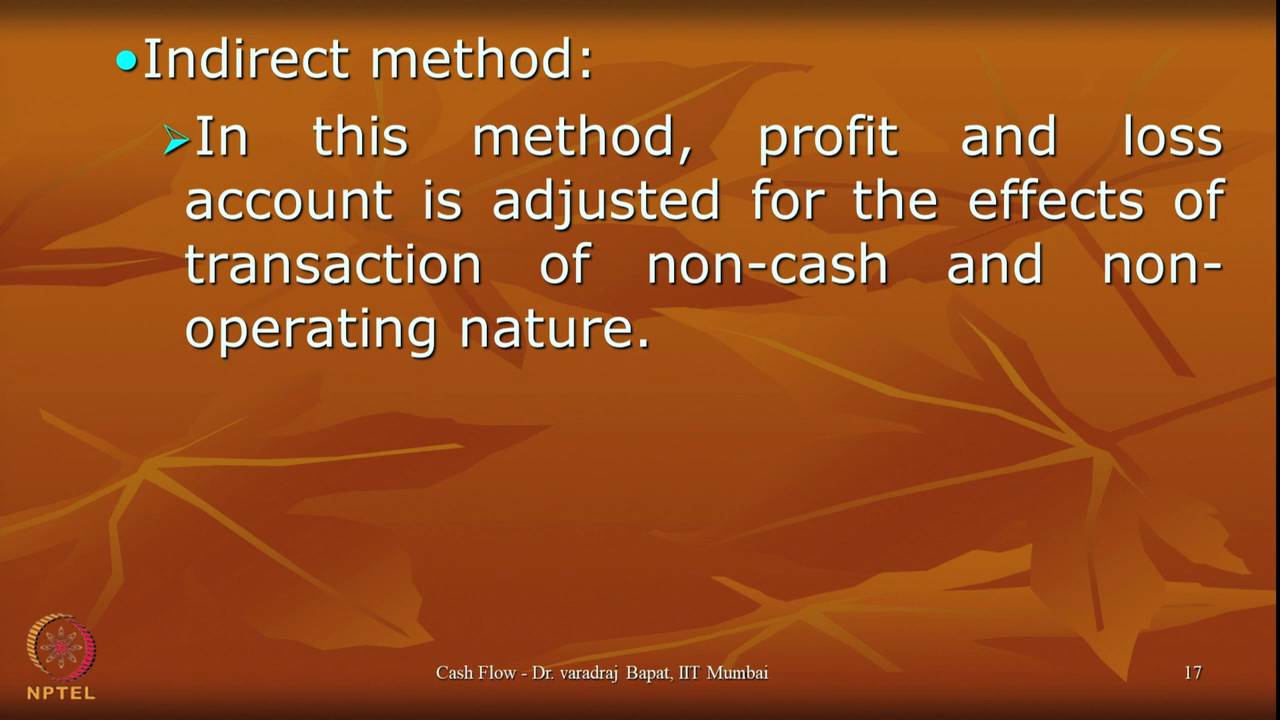 •Indirect method:
➢In this method, profit and loss
account is adjusted for the effects of
transaction of non-cash and non-
operating nature.
NPTEL
Cash Flow - Dr. varadraj Bapat, IIT Mumbai
17